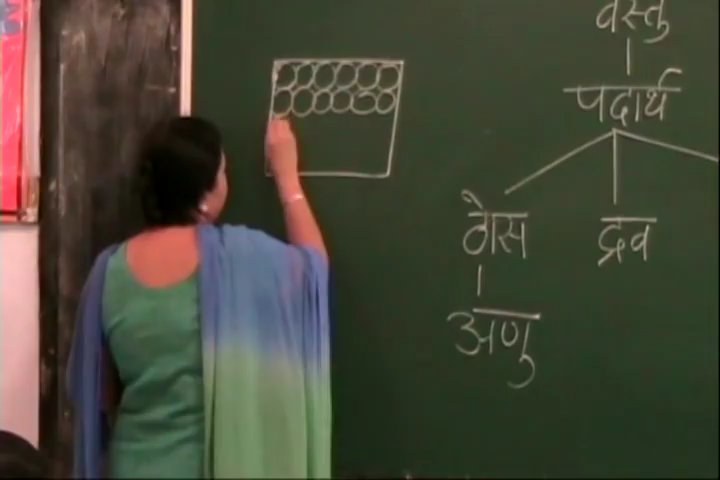 वस्तु
पदार्थ
ठोस द्रव
अणु